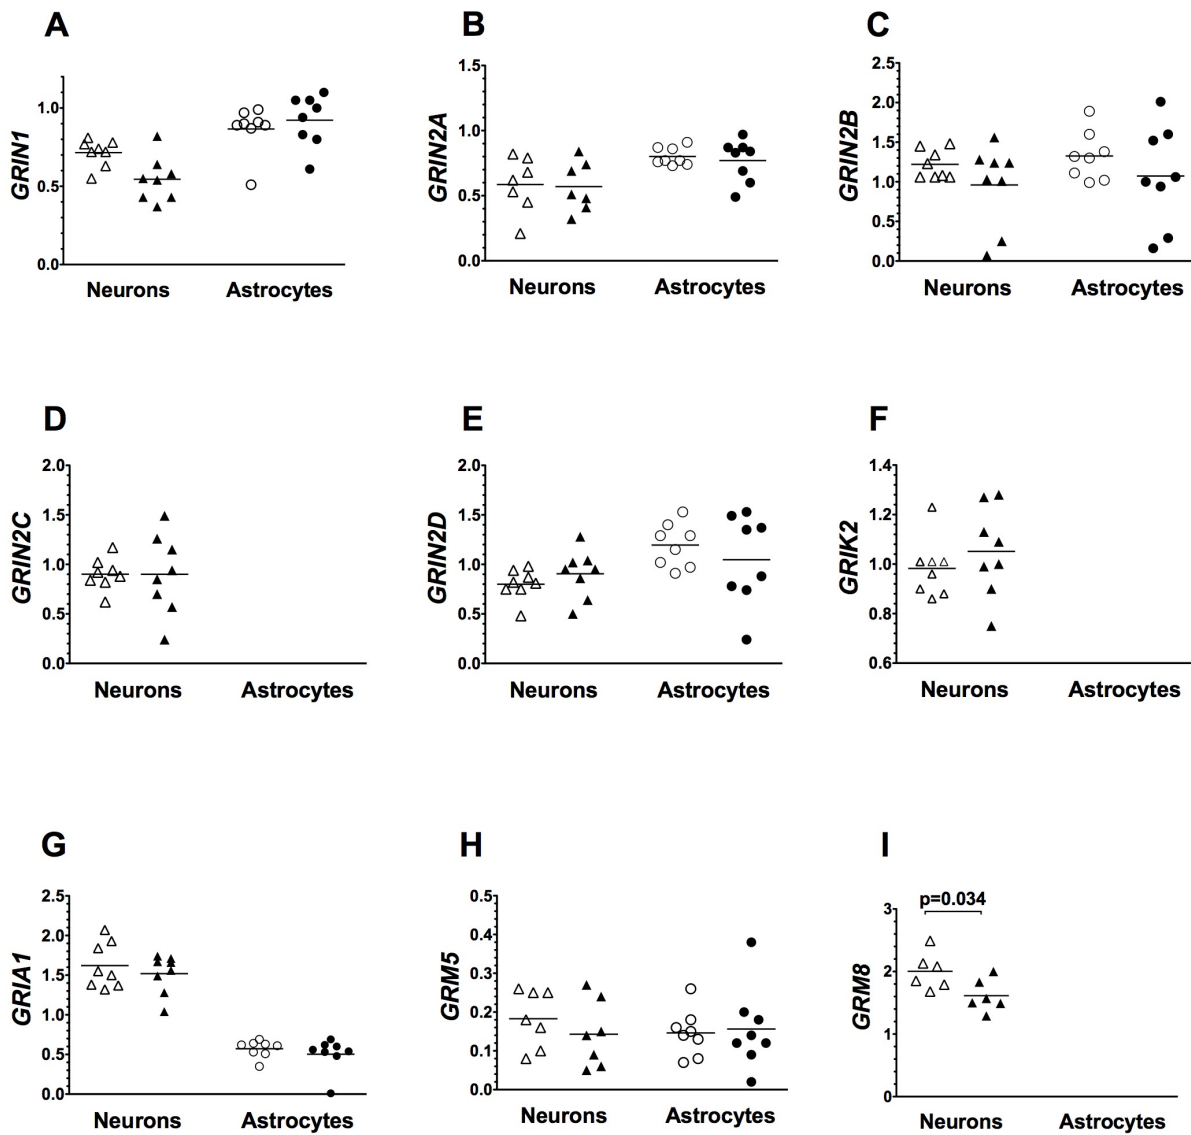 A
GRIN1
1.0
0.5
0.0
Neurons Astrocytes
B
GRIN2A
1.5
1.0
0.5
0.0
Neurons Astrocytes
C
GRIN2B
2.5
2.0
1.5
1.0
0.5
0.0
Neurons Astrocytes
D
GRIN2C
2.0
1.5
1.0
0.5
0.0
Neurons Astrocytes
E
GRIN2D
2.0
1.5
1.0
0.5
0.0
Neurons Astrocytes
F
GRIK2
1.4
1.2
1.0
0.8
0.6
Neurons Astrocytes
G
GRIA1
2.5
2.0
1.5
1.0
0.5
0.0
Neurons Astrocytes
H
GRM5
0.5
0.4
0.3
0.2
0.1
0.0
Neurons Astrocytes
I
GRM8
p=0.034
3
2
1
0
Neurons Astrocytes